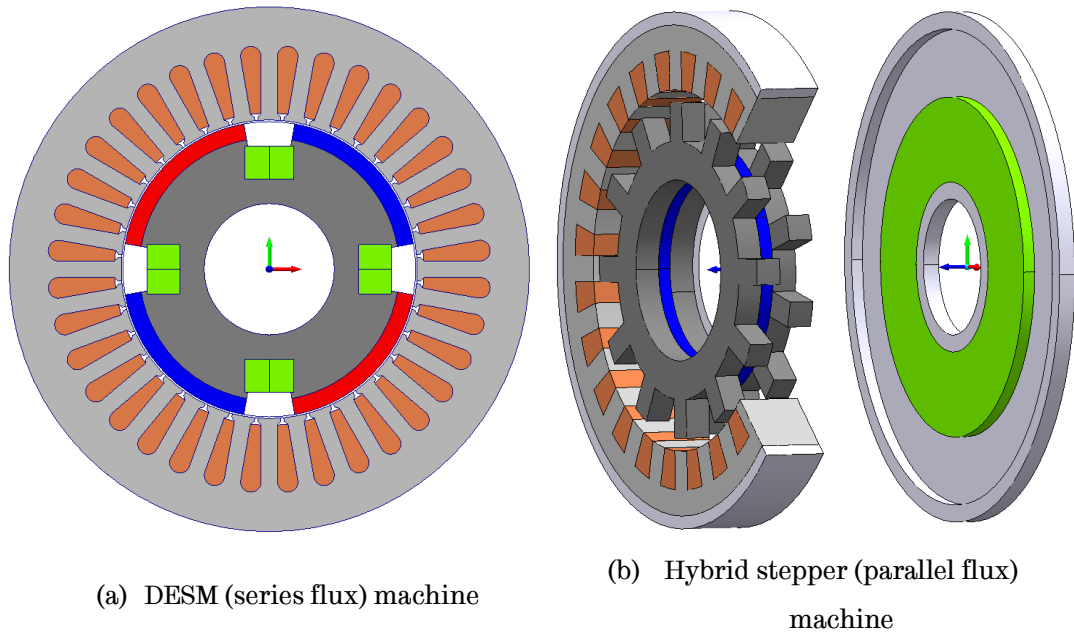 (a) DESM (series flux) machine
(b) Hybrid stepper (parallel flux)
machine